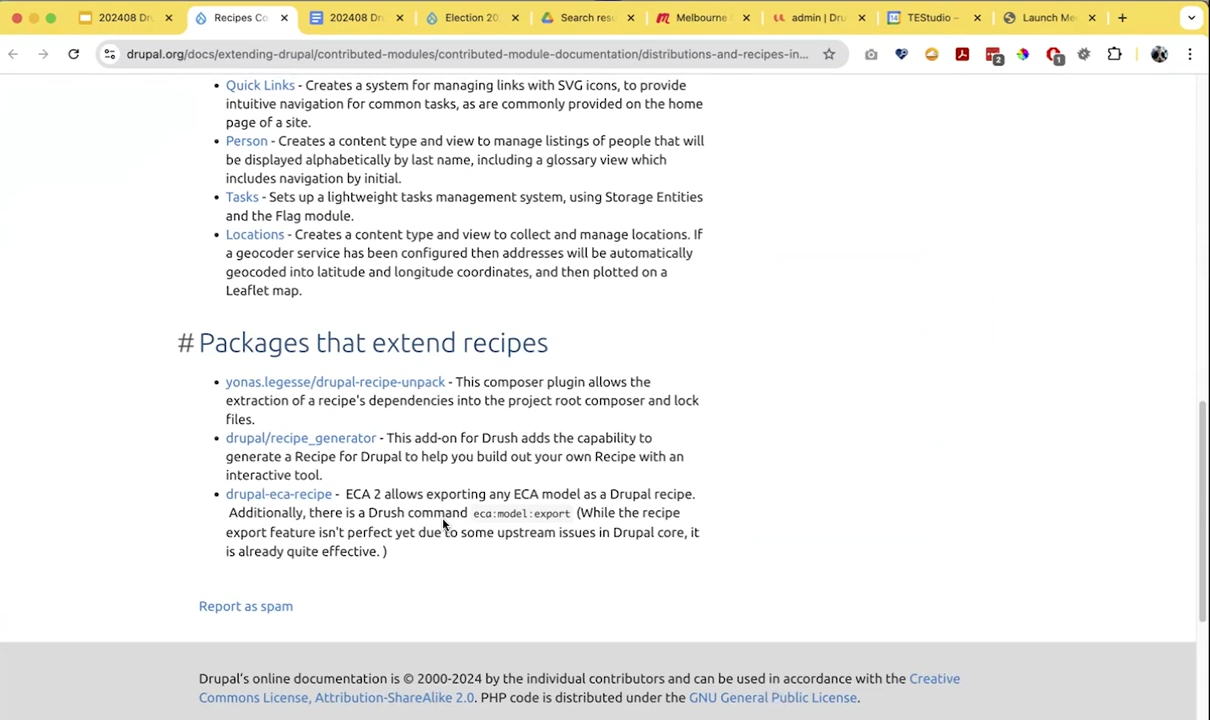 202408 Dr
Recipes Co
202408 Dr
Election 20
Search res
Melbourne
admin | Dru
TEStudio –
Launch Me
drupal.org/docs/extending-drupal/contributed-modules/contributed-module-documentation/distributions-and-recipes-in...
2
1
Quick Links - Creates a system for managing links with SVG icons, to provide
intuitive navigation for common tasks, as are commonly provided on the home
page of a site.
Person - Creates a content type and view to manage listings of people that will
be displayed alphabetically by last name, including a glossary view which
includes navigation by initial.
Tasks - Sets up a lightweight tasks management system, using Storage Entities
and the Flag module.
Locations - Creates a content type and view to collect and manage locations. If
a geocoder service has been configured then addresses will be automatically
geocoded into latitude and longitude coordinates, and then plotted on a
Leaflet map.
# Packages that extend recipes
yonas.legesse/drupal-recipe-unpack - This composer plugin allows the
extraction of a recipe's dependencies into the project root composer and lock
files.
drupal/recipe_generator - This add-on for Drush adds the capability to
generate a Recipe for Drupal to help you build out your own Recipe with an
interactive tool.
drupal-eca-recipe - ECA 2 allows exporting any ECA model as a Drupal recipe.
Additionally, there is a Drush command eca:model:export (While the recipe
export feature isn't perfect yet due to some upstream issues in Drupal core, it
is already quite effective. )
Report as spam
Drupal's online documentation is © 2000-2024 by the individual contributors and can be used in accordance with the Creative
Commons License, Attribution-ShareAlike 2.0. PHP code is distributed under the GNU General Public License.